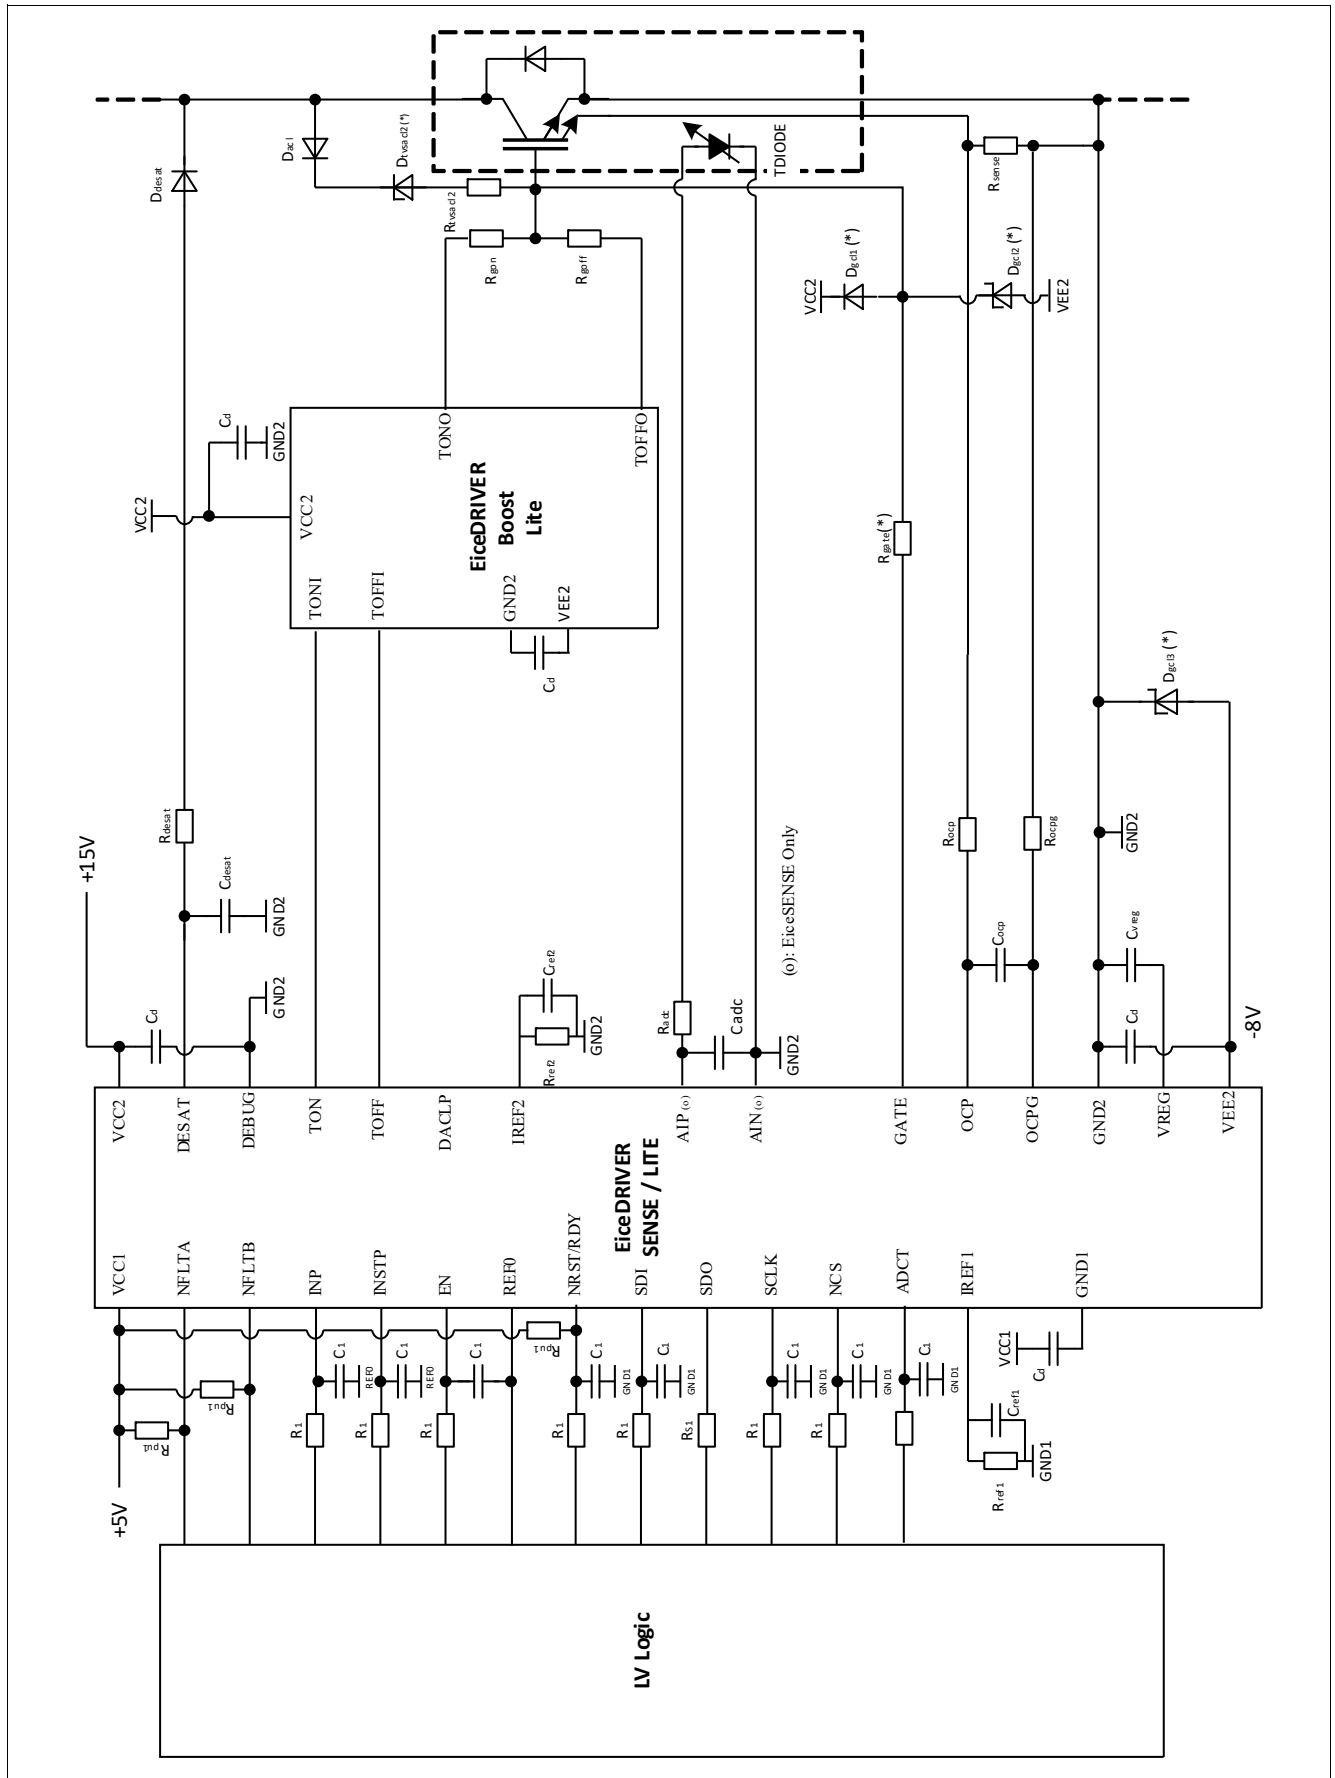 LV Logic
+5V
Rpu1
Rpu1
Rpu1
R1
C1
REF0
R1
C1
REF0
R1
C1
R1
C1
GND1
R1
C1
GND1
Rs1
R1
C1
GND1
R1
C1
GND1
C1
GND1
Rref1
Cref1
GND1
VCC1
Cd
VCC1
NFLTA
NFLTB
INP
INSTP
EN
REF0
NRST/RDY
SDI
SDO
SCLK
NCS
ADCT
IREF1
GND1
EiceDRIVER
SENSE / LITE
VCC2
DESAT
DEBUG
TON
TOFF
DACLP
IREF2
AIP (o)
AIN (o)
GATE
OCP
OCPG
GND2
VREG
VEE2
+15V
Cd
GND2
Cdesat
GND2
Rdesat
Rref2
Cref2
GND2
Radc
Cadc
GND2
(o): EiceSENSE Only
Cocp
Rocp
Rocpg
Cd
Cvreg
GND2
-8V
Dgcl3 (*)
VCC2
Cd
GND2
TONI
TOFFI
GND2
VEE2
Cd
VCC2
EiceDRIVER
Boost
Lite
TONO
TOFFO
Rgate(*)
Rgon
Rgoff
Ddesat
Dacl
Dtvsacl2(*)
Rtvsacl2
TDIODE
VCC2
Dgcl1 (*)
Dgcl2 (*)
VEE2
Rsense